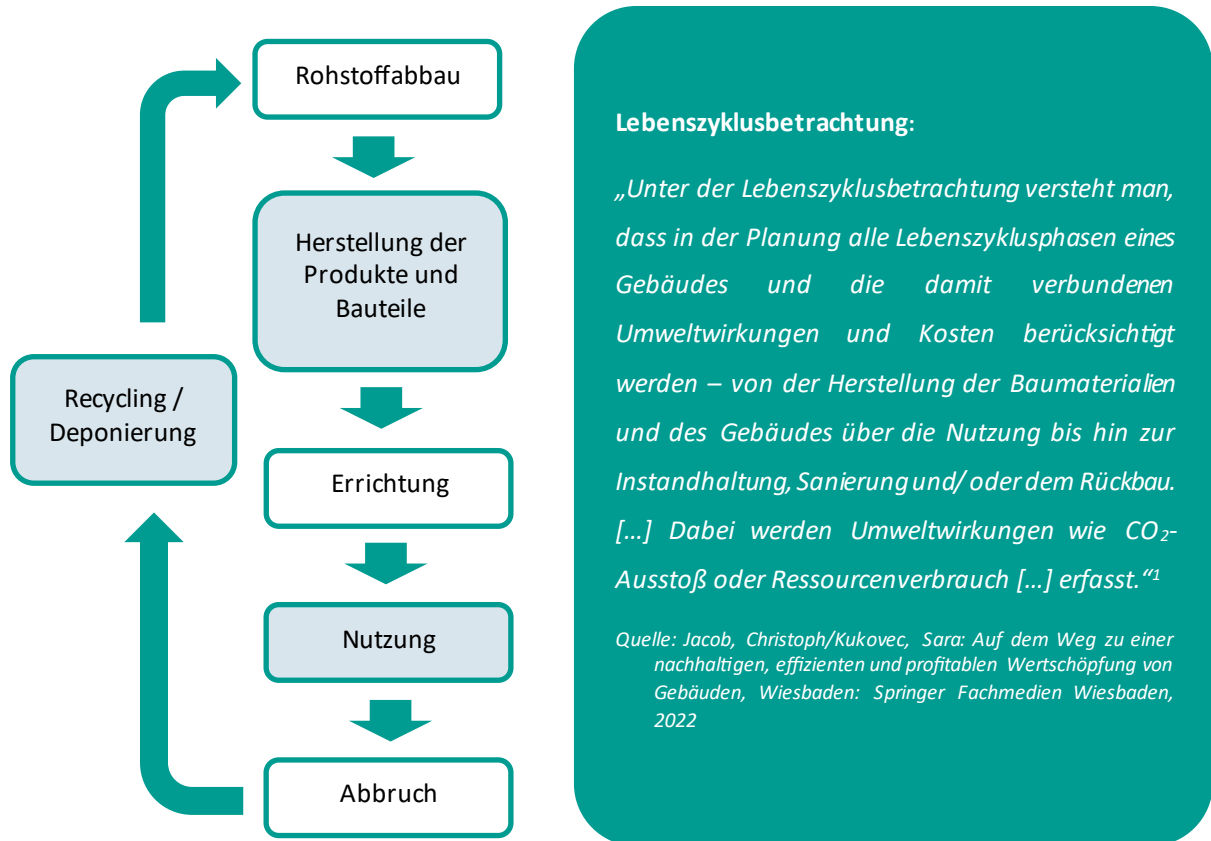 Rohstoffabbau
Herstellung der
Produkte und
Bauteile
Recycling /
Deponierung
Errichtung
Nutzung
Abbruch
Lebenszyklusbetrachtung:
„Unter der Lebenszyklusbetrachtung versteht man,
dass in der Planung alle Lebenszyklusphasen eines
Gebäudes und die damit verbundenen
Umweltwirkungen und Kosten berücksichtigt
werden – von der Herstellung der Baumaterialien
und des Gebäudes über die Nutzung bis hin zur
Instandhaltung, Sanierung und/ oder dem Rückbau.
[…] Dabei werden Umweltwirkungen wie CO₂-
Ausstoß oder Ressourcenverbrauch […] erfasst.“¹
Quelle: Jacob, Christoph/Kukovec, Sara: Auf dem Weg zu einer
nachhaltigen, effizienten und profitablen Wertschöpfung von
Gebäuden, Wiesbaden: Springer Fachmedien Wiesbaden,
2022